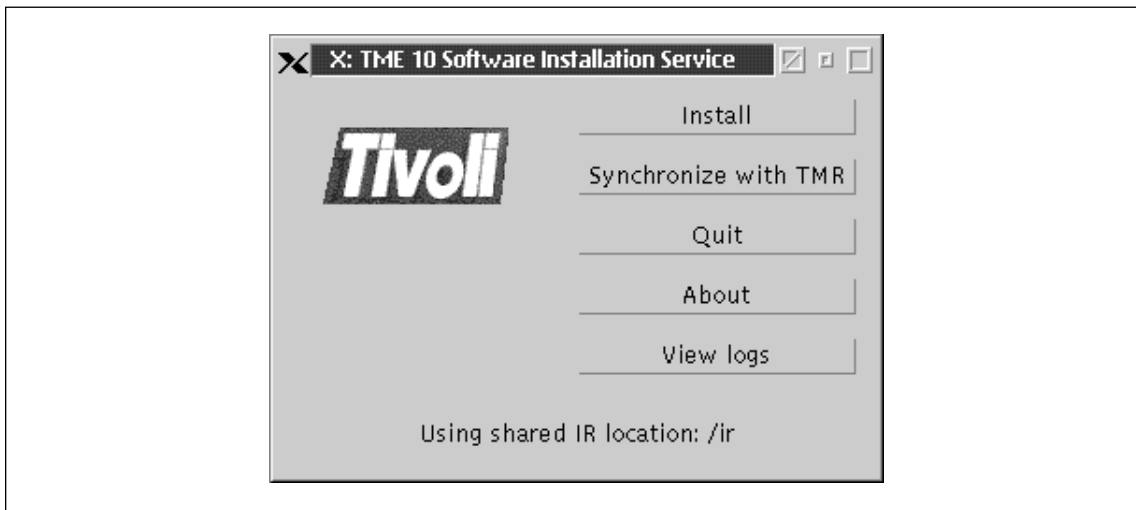 X: TME 10 Software Installation Service
Tivoli
Install
Synchronize with TMR
Quit
About
View logs
Using shared IR location: /ir